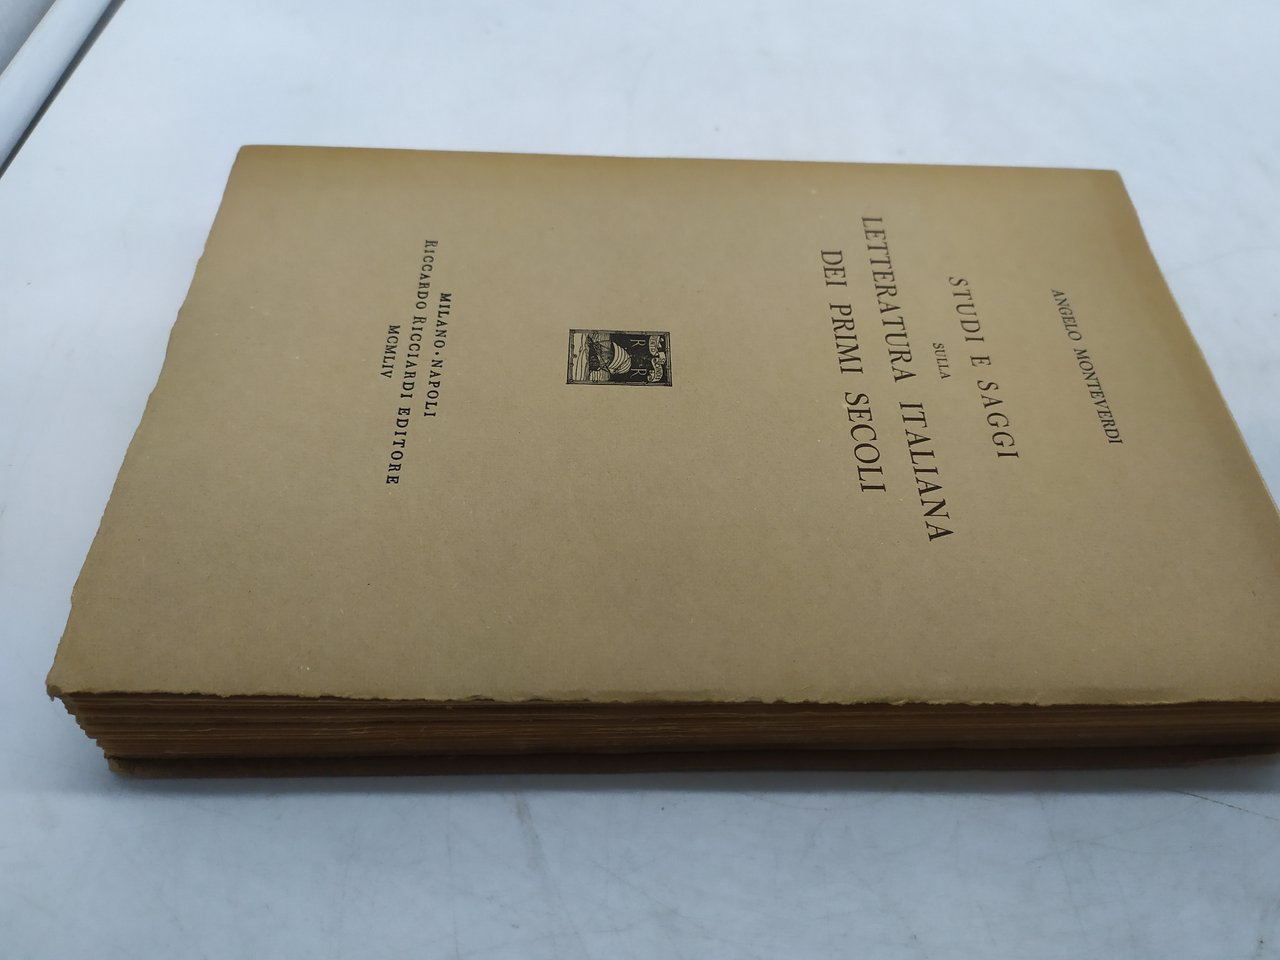 ANGELO MONTEVERDI
STUDI E SAGGI
SULLA
LETTERATURA ITALIANA
DEI PRIMI SECOLI
R R
MILANO · NAPOLI
RICCARDO RICCIARDI EDITORE
MCMLIV